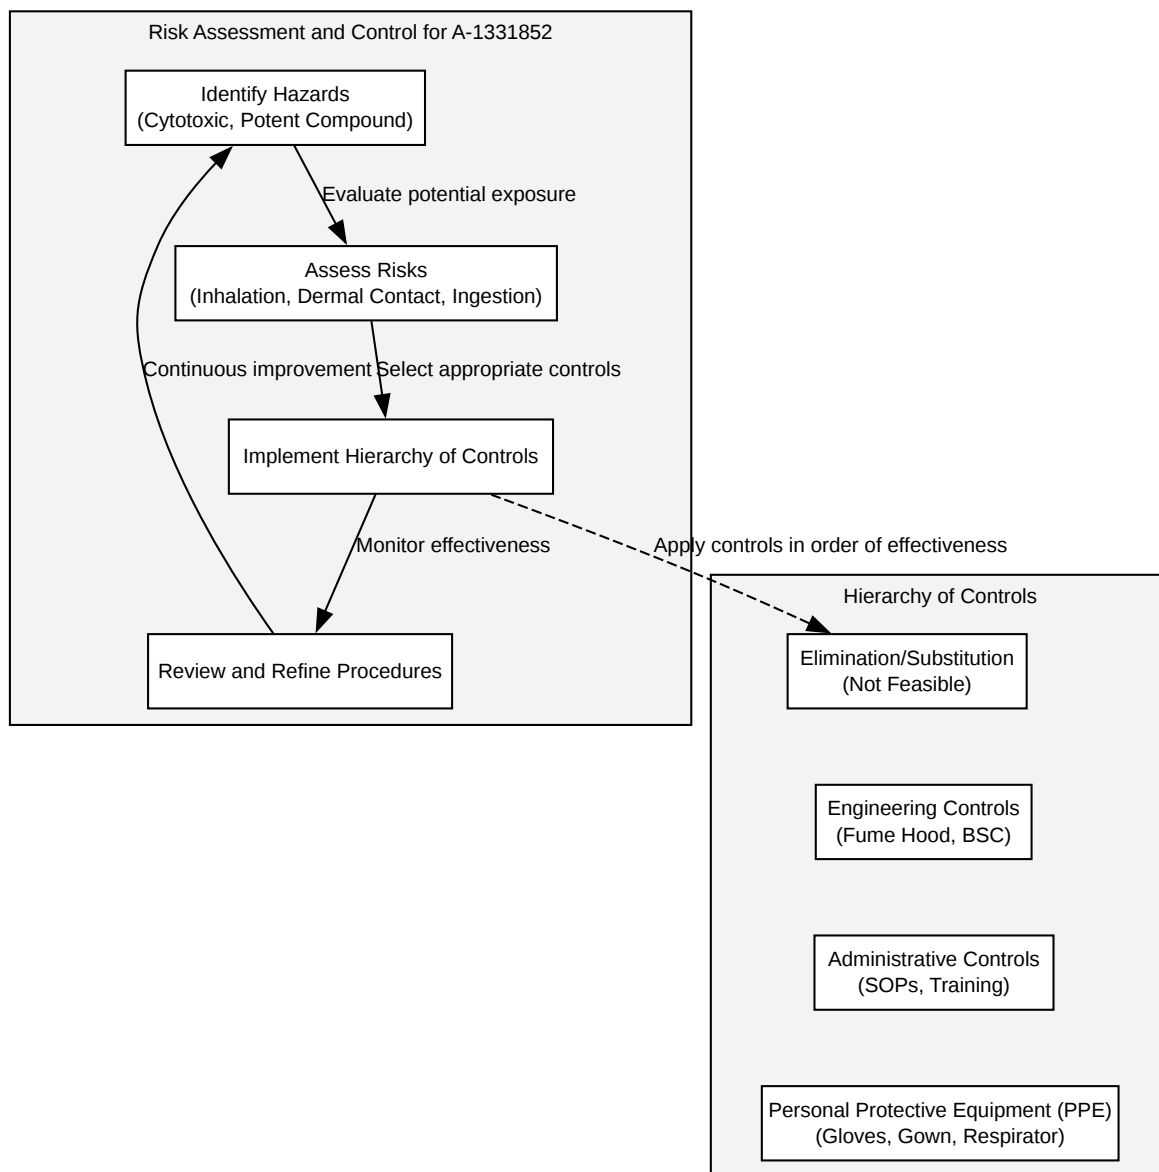 Risk Assessment and Control for A-1331852
Identify Hazards
(Cytotoxic, Potent Compound)
Evaluate potential exposure
Assess Risks
(Inhalation, Dermal Contact, Ingestion)
Continuous improvement
Select appropriate controls
Implement Hierarchy of Controls
Monitor effectiveness
Apply controls in order of effectiveness
Review and Refine Procedures
Hierarchy of Controls
Elimination/Substitution
(Not Feasible)
Engineering Controls
(Fume Hood, BSC)
Administrative Controls
(SOPs, Training)
Personal Protective Equipment (PPE)
(Gloves, Gown, Respirator)